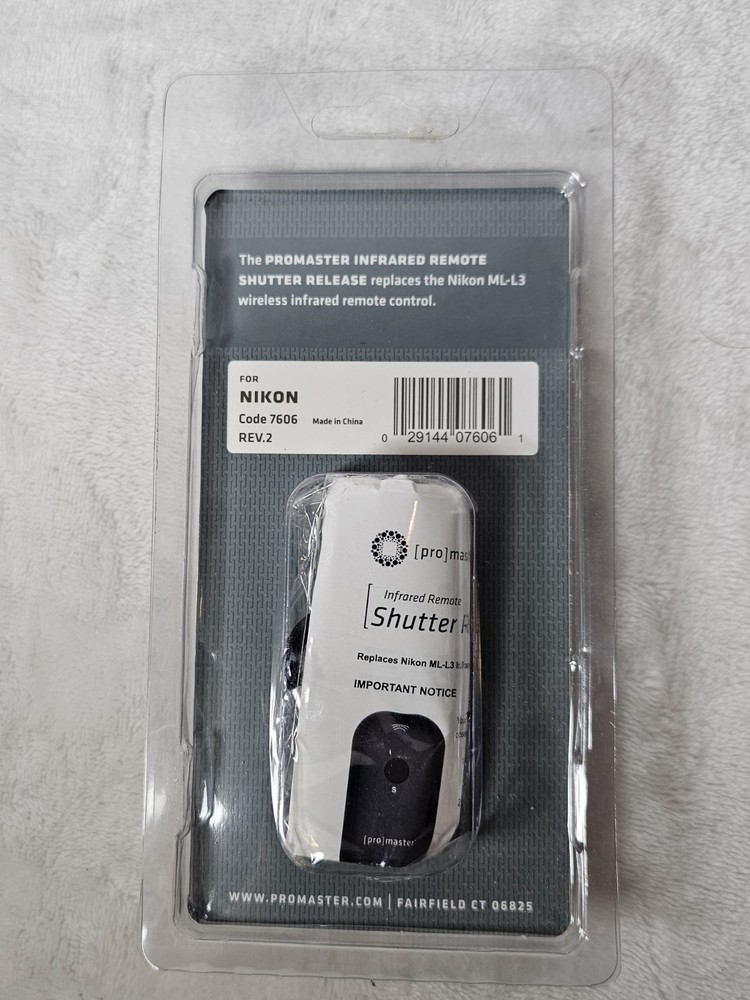 The PROMASTER INFRARED REMOTE
SHUTTER RELEASE replaces the Nikon ML-L3
wireless infrared remote control.
FOR
NIKON
Code 7606 Made in China
REV.2
0 29144 07606 1
[pro]mas
Infrared Remote
Shutter R
Replaces Nikon ML-L3
IMPORTANT NOTICE
S
[pro]master
WWW.PROMASTER.COM | FAIRFIELD CT 06825